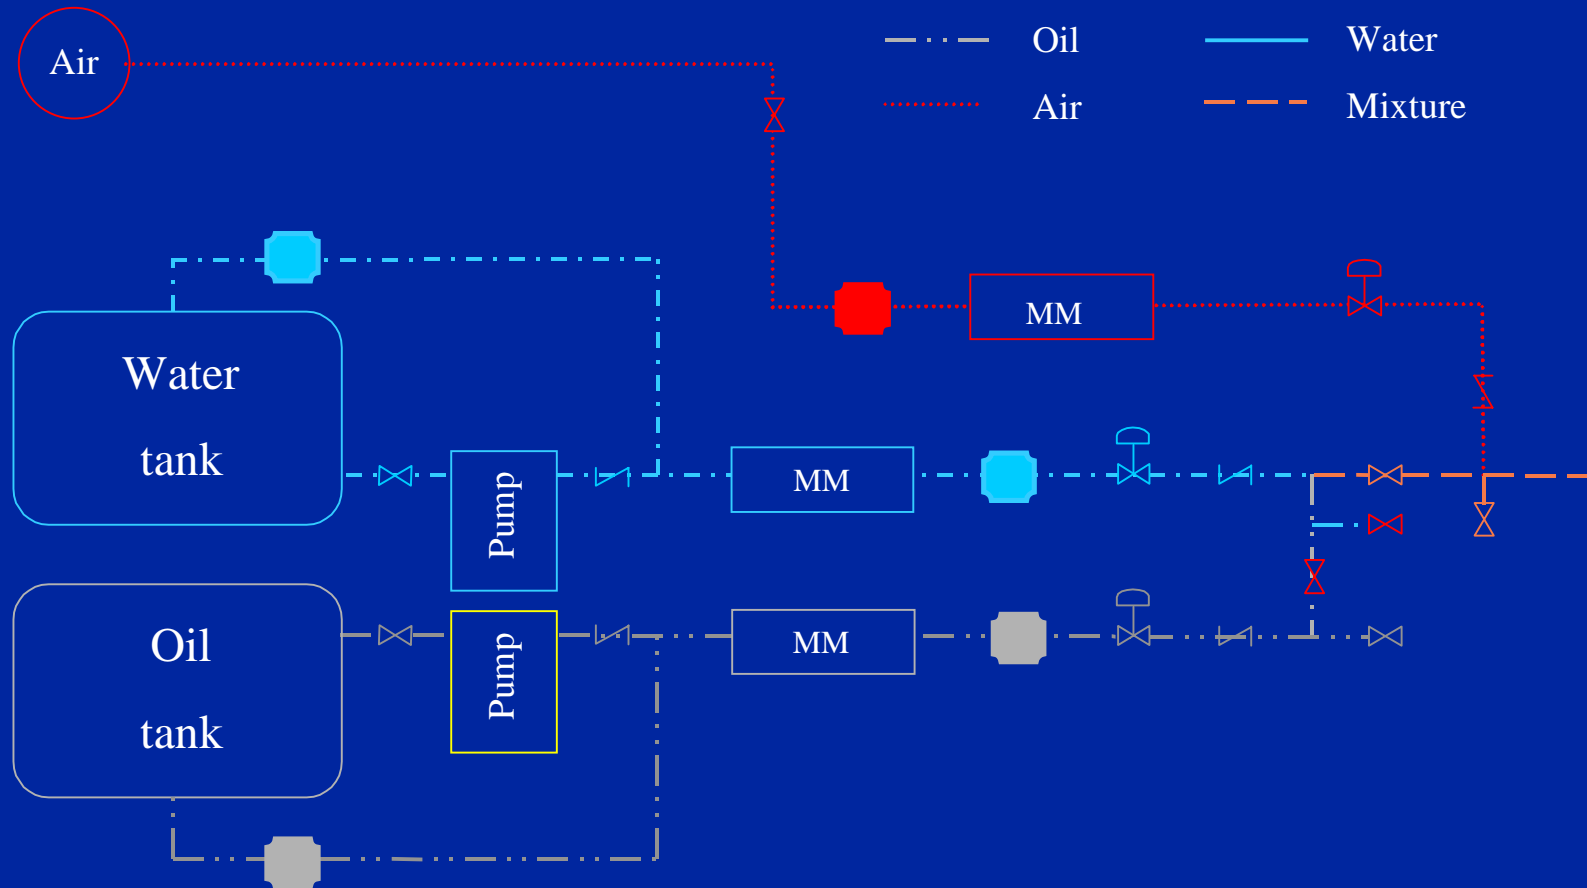 Air
Oil
Water
Air
Mixture
MM
Water
tank
Pump
MM
Oil
tank
Pump
MM